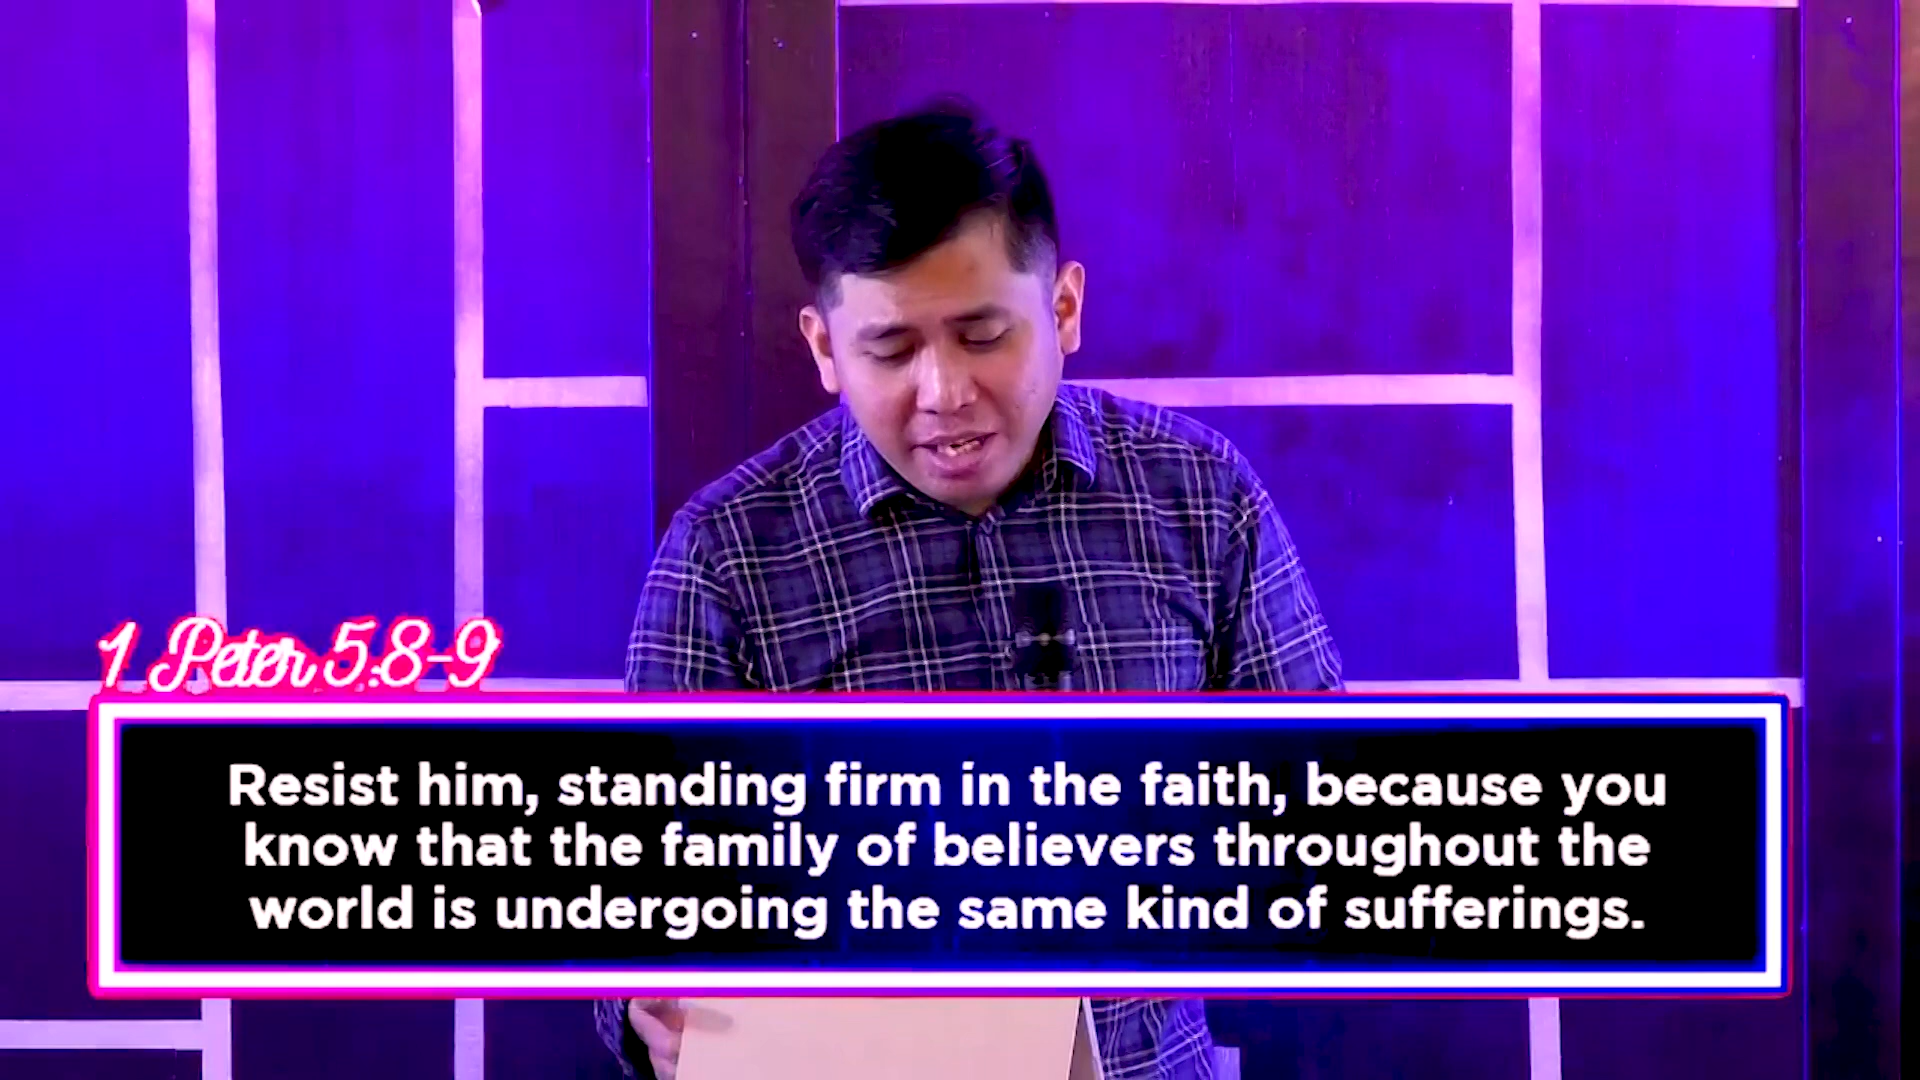 1 Peter 5:8-9
Resist him, standing firm in the faith, because you
know that the family of believers throughout the
world is undergoing the same kind of sufferings.